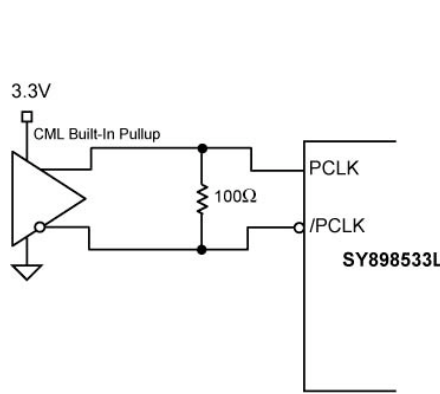 3.3V
CML Built-In Pullup
PCLK
100Ω
/PCLK
SY898533L